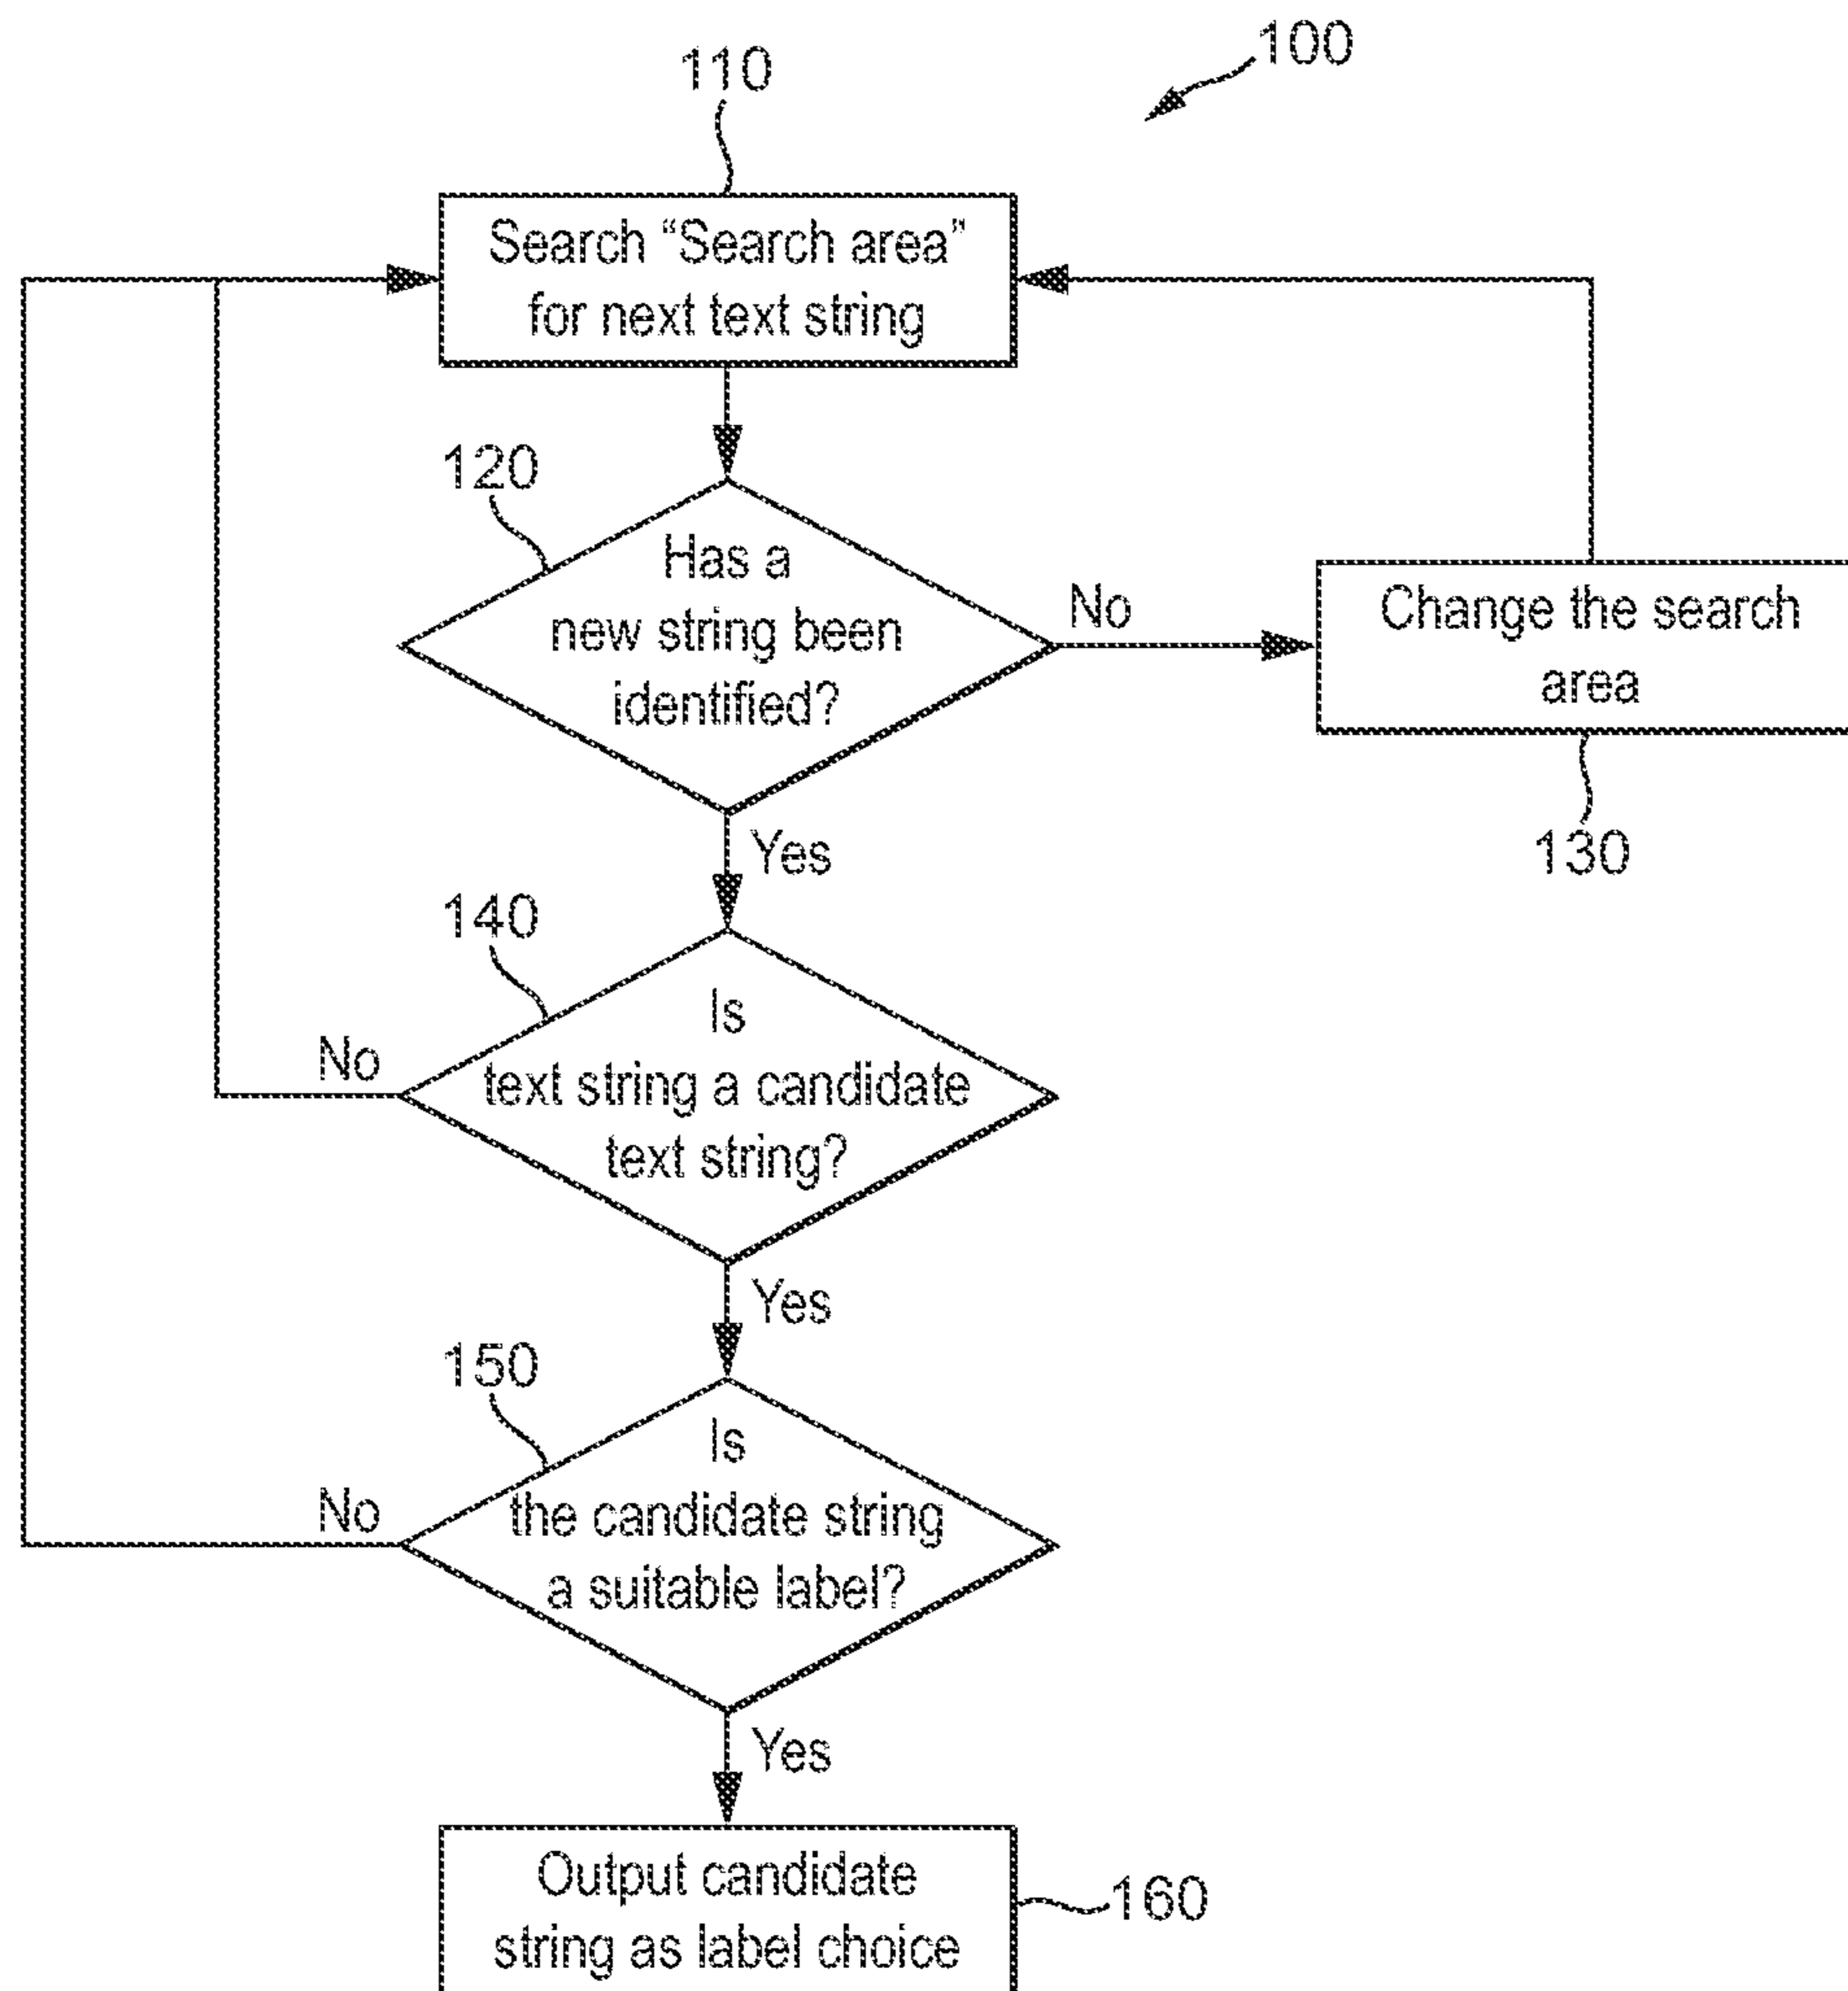 100
110
Search “Search area”
for next text string
120
Has a
new string been
identified?
No
Change the search
area
130
Yes
140
Is
text string a candidate
text string?
No
Yes
150
Is
the candidate string
a suitable label?
No
Yes
Output candidate
string as label choice
160